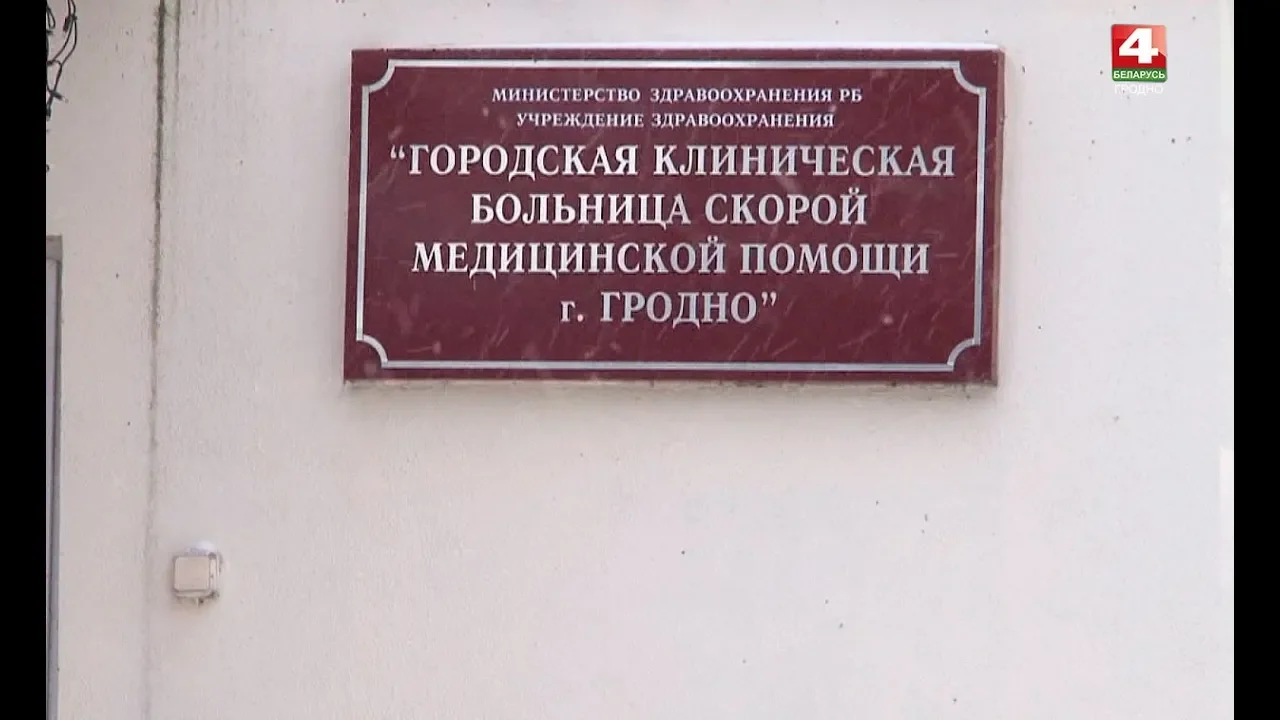 МИНИСТЕРСТВО ЗДРАВООХРАНЕНИЯ РБ
УЧРЕЖДЕНИЕ ЗДРАВООХРАНЕНИЯ
“ГОРОДСКАЯ КЛИНИЧЕСКАЯ
БОЛЬНИЦА СКОРОЙ
МЕДИЦИНСКОЙ ПОМОЩИ
г. ГРОДНО”
4
БЕЛАРУСЬ
ГРОДНО